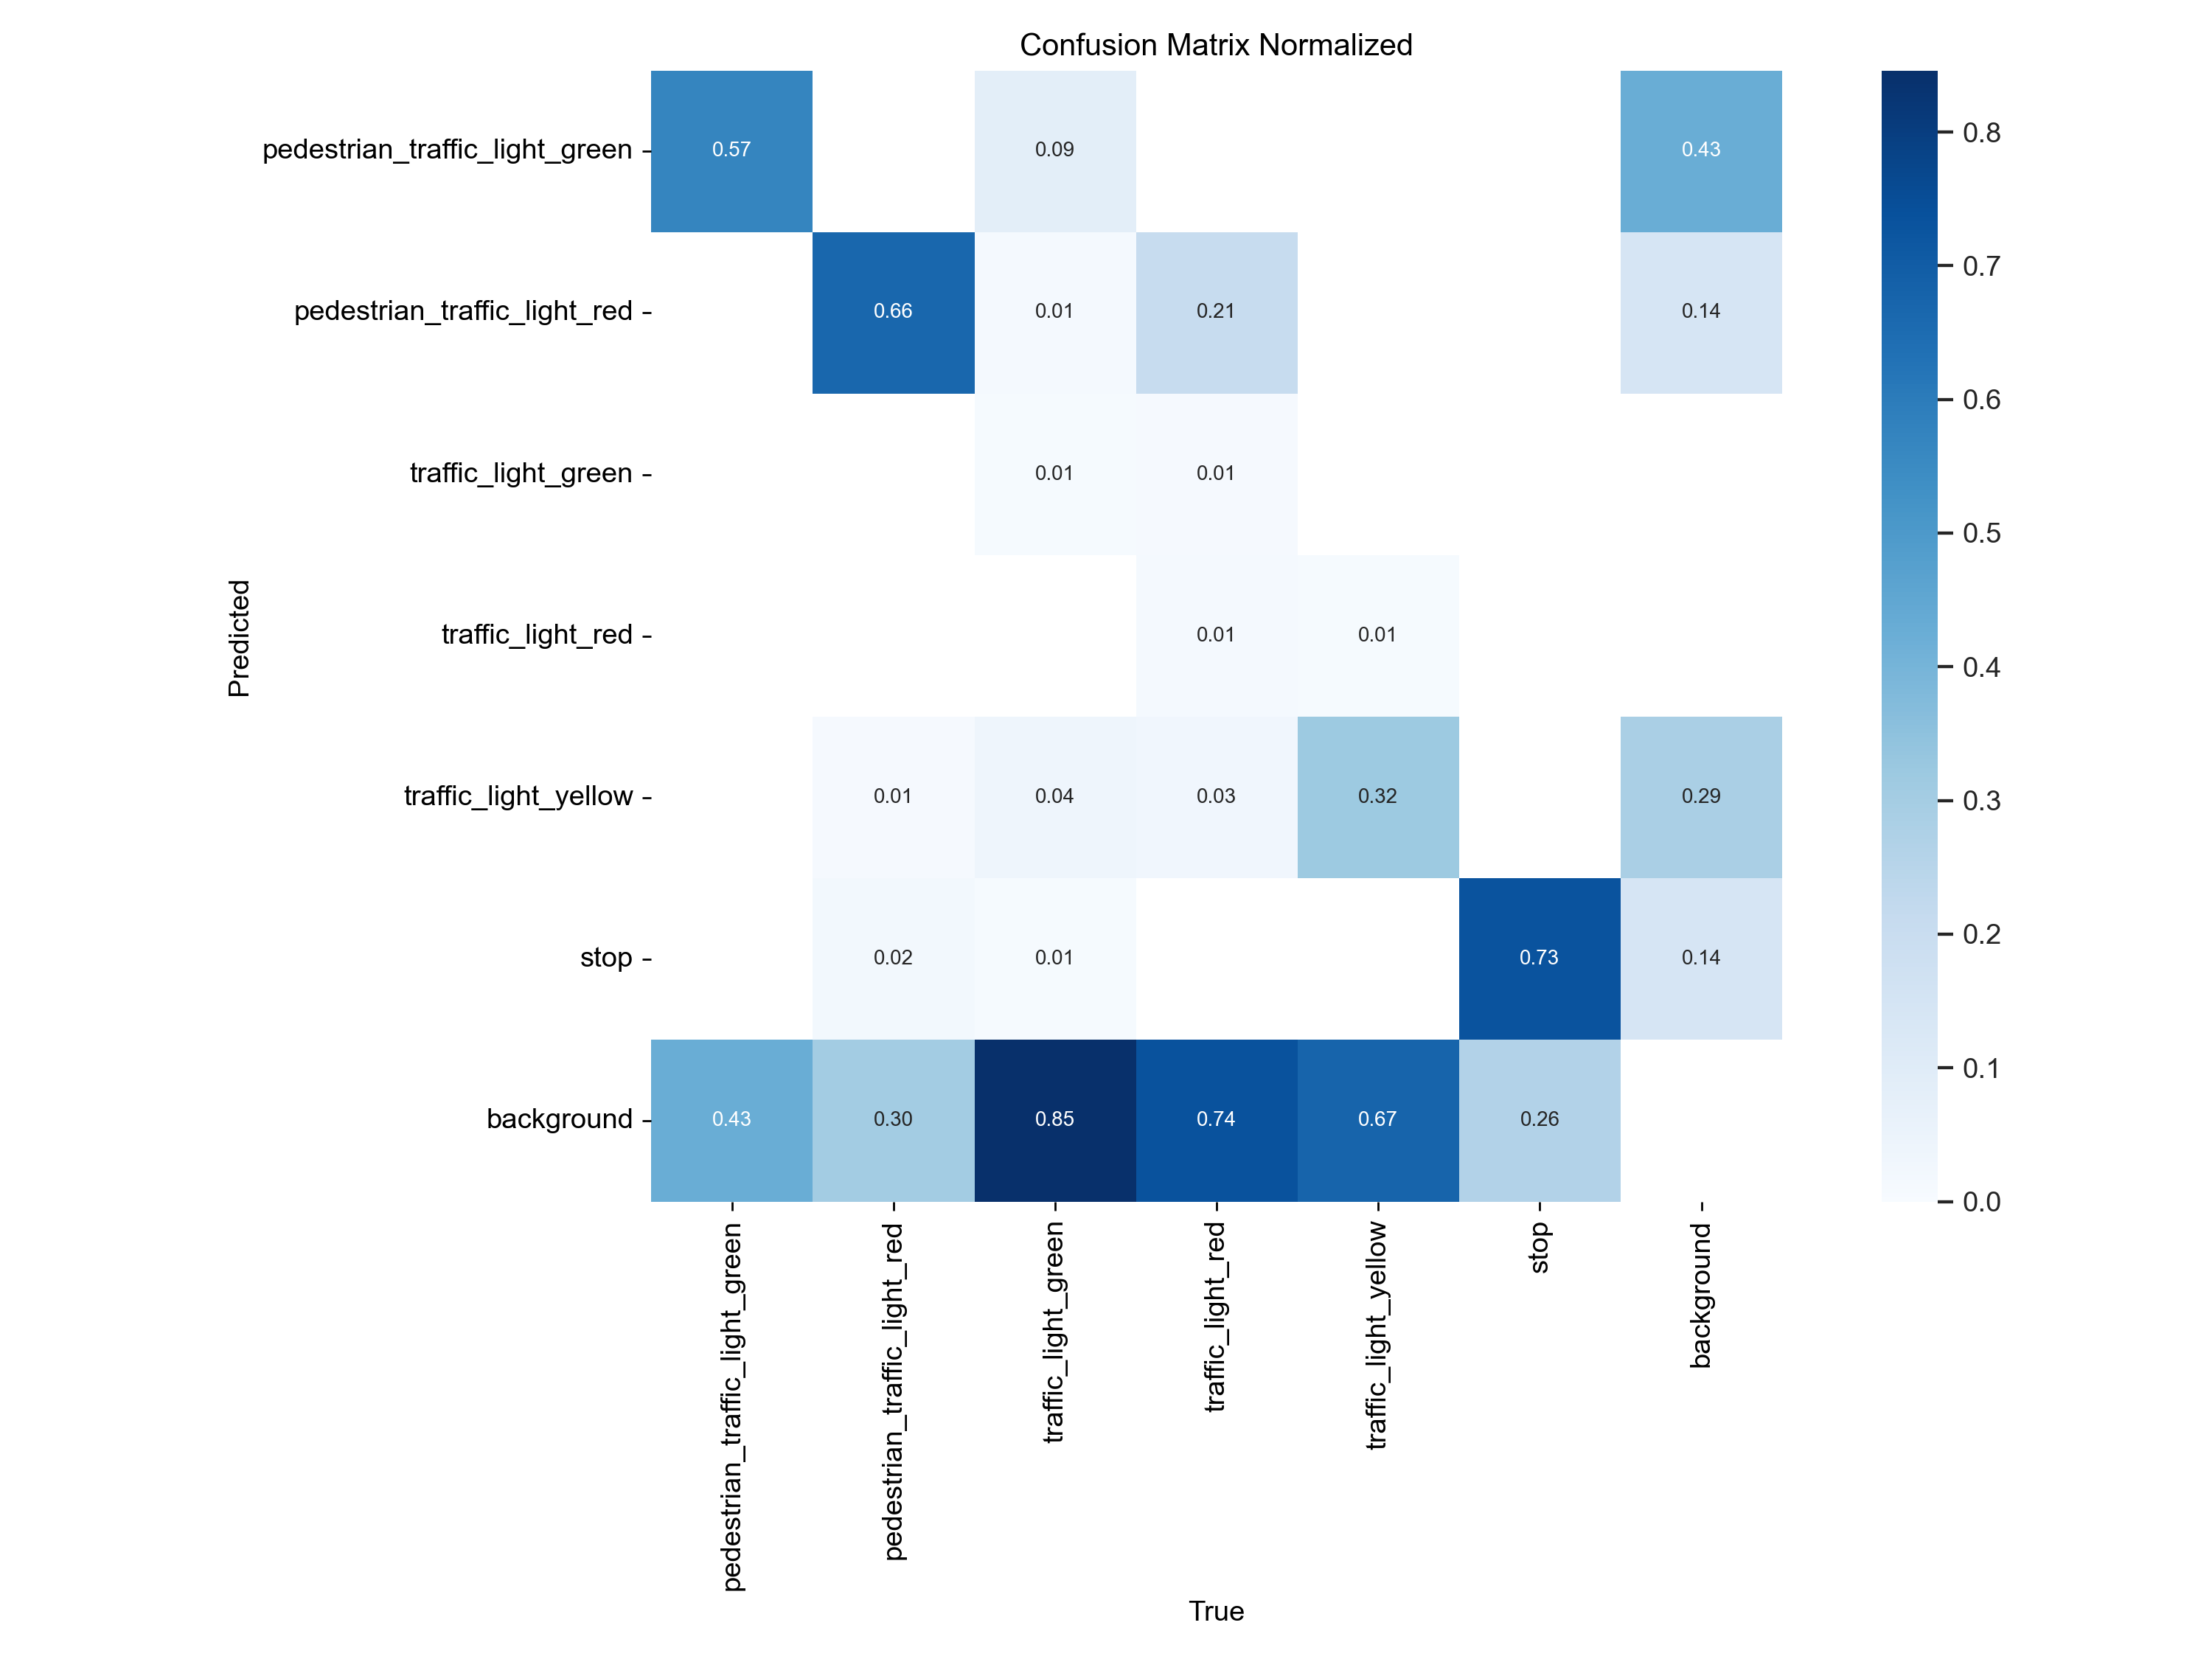 Confusion Matrix Normalized
pedestrian_traffic_light_green
0.57
0.09
0.43
pedestrian_traffic_light_red
0.66
0.01
0.21
0.14
traffic_light_green
0.01
0.01
traffic_light_red
0.01
0.01
traffic_light_yellow
0.01
0.04
0.03
0.32
0.29
stop
0.02
0.01
0.73
0.14
background
0.43
0.30
0.85
0.74
0.67
0.26
Predicted
pedestrian_traffic_light_green
pedestrian_traffic_light_red
traffic_light_green
traffic_light_red
traffic_light_yellow
stop
background
True
0.8
0.7
0.6
0.5
0.4
0.3
0.2
0.1
0.0